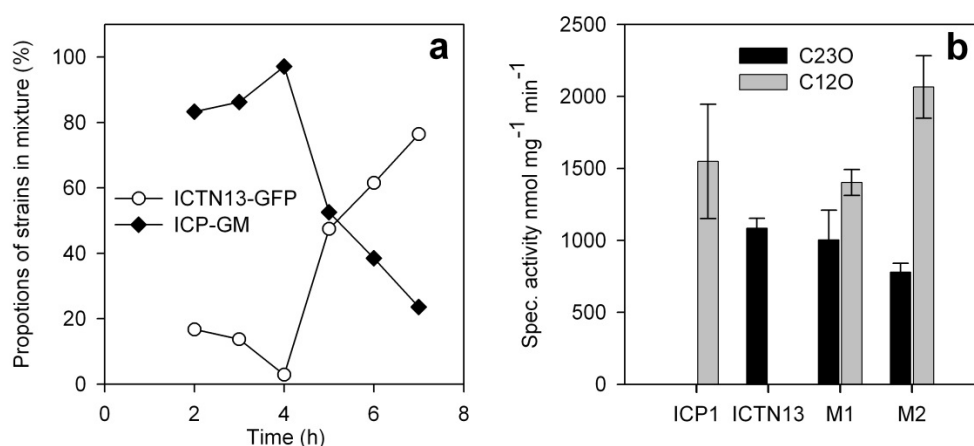 a
Propotions of strains in mixture (%)
100
80
60
40
20
0
ICTN13-GFP
ICP-GM
0 2 4 6 8
Time (h)
b
Spec. activity nmol mg⁻¹ min⁻¹
2500
2000
1500
1000
500
0
C23O
C12O
ICP1 ICTN13 M1 M2